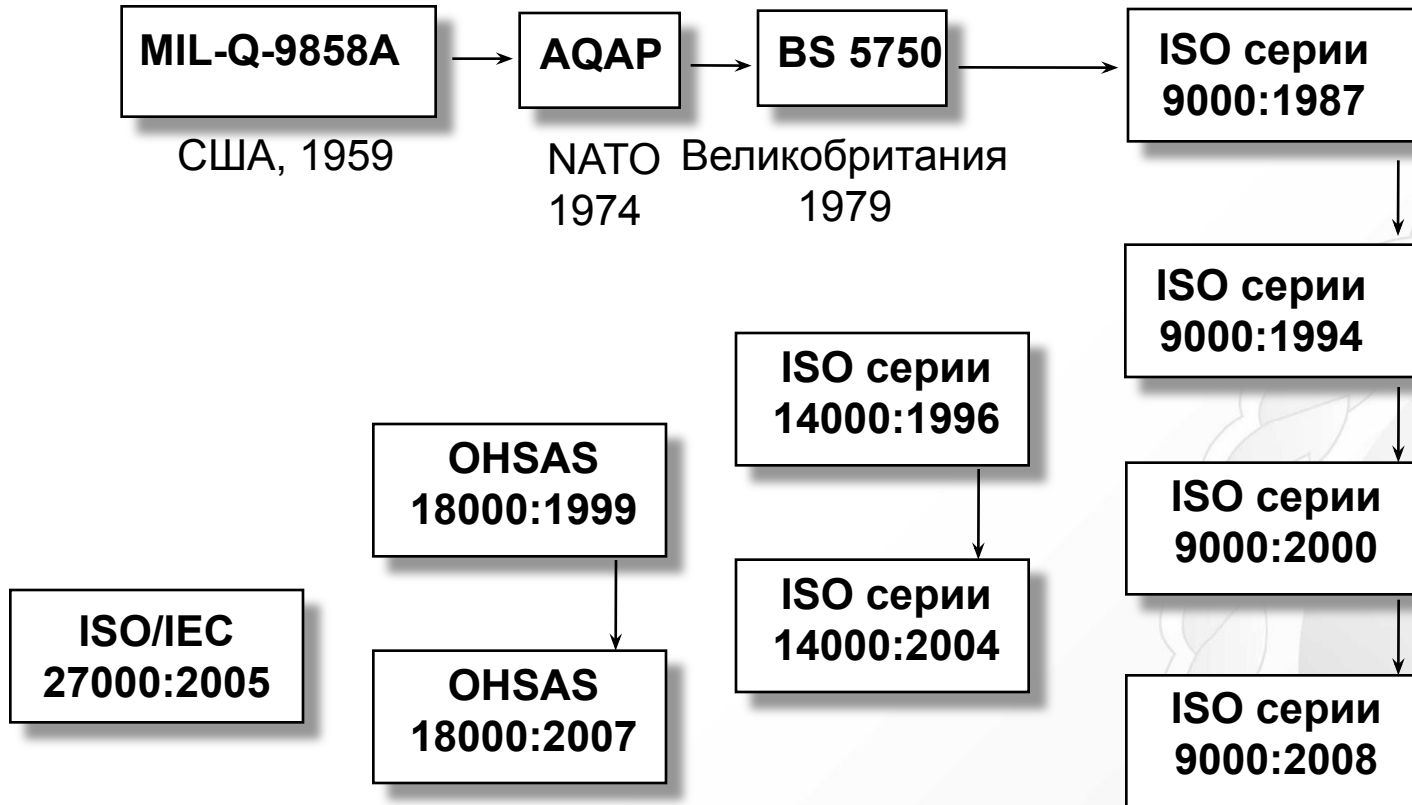 MIL-Q-9858A
AQAP
BS 5750
ISO серии
9000:1987
США, 1959
NATO
1974
Великобритания
1979
ISO серии
9000:1994
ISO серии
14000:1996
OHSAS
18000:1999
ISO серии
9000:2000
ISO серии
14000:2004
ISO/IEC
27000:2005
OHSAS
18000:2007
ISO серии
9000:2008